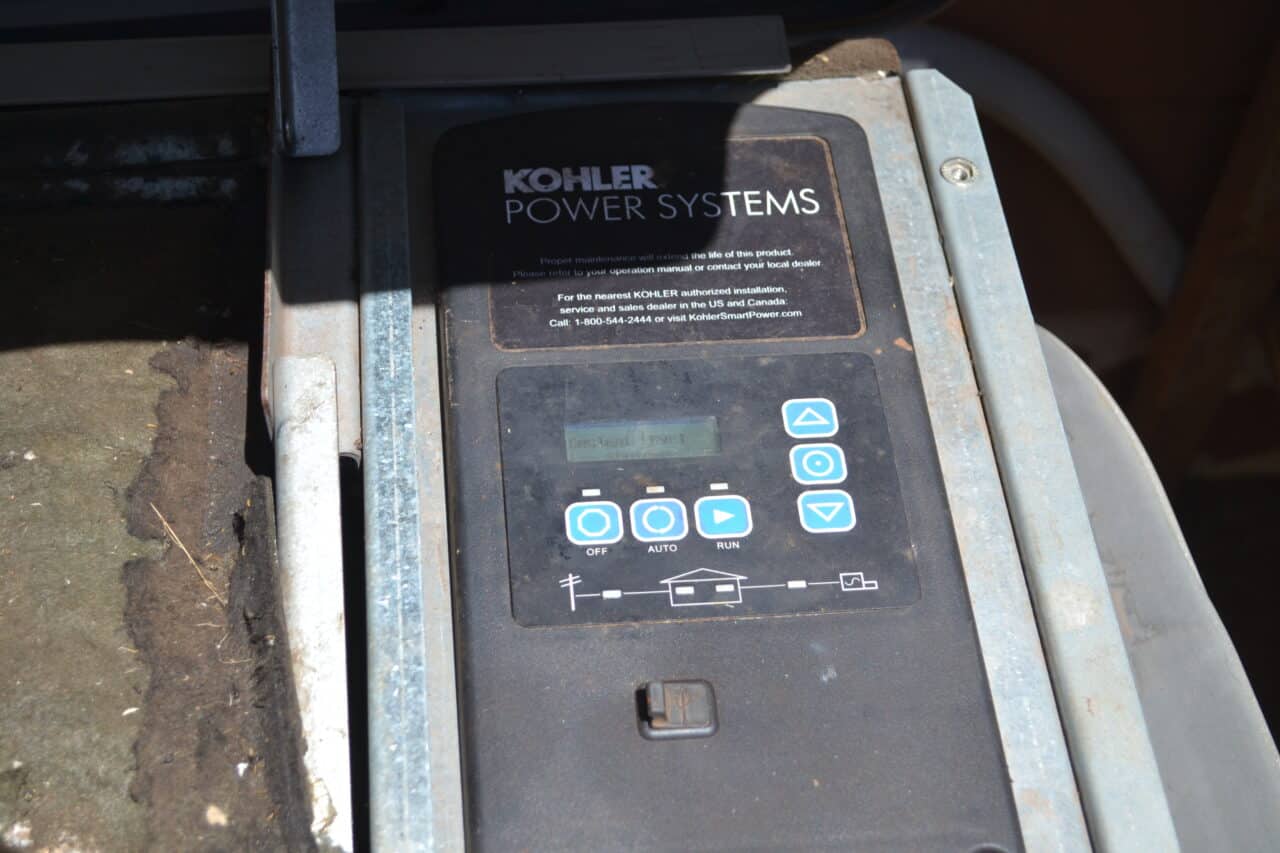 KOHLER
POWER SYSTEMS
Proper maintenance will extend the life of this product.
Please refer to your operation manual or contact your local dealer.
For the nearest KOHLER authorized installation,
service and sales dealer in the US and Canada:
Call: 1-800-544-2444 or visit KohlerSmartPower.com
OFF AUTO RUN